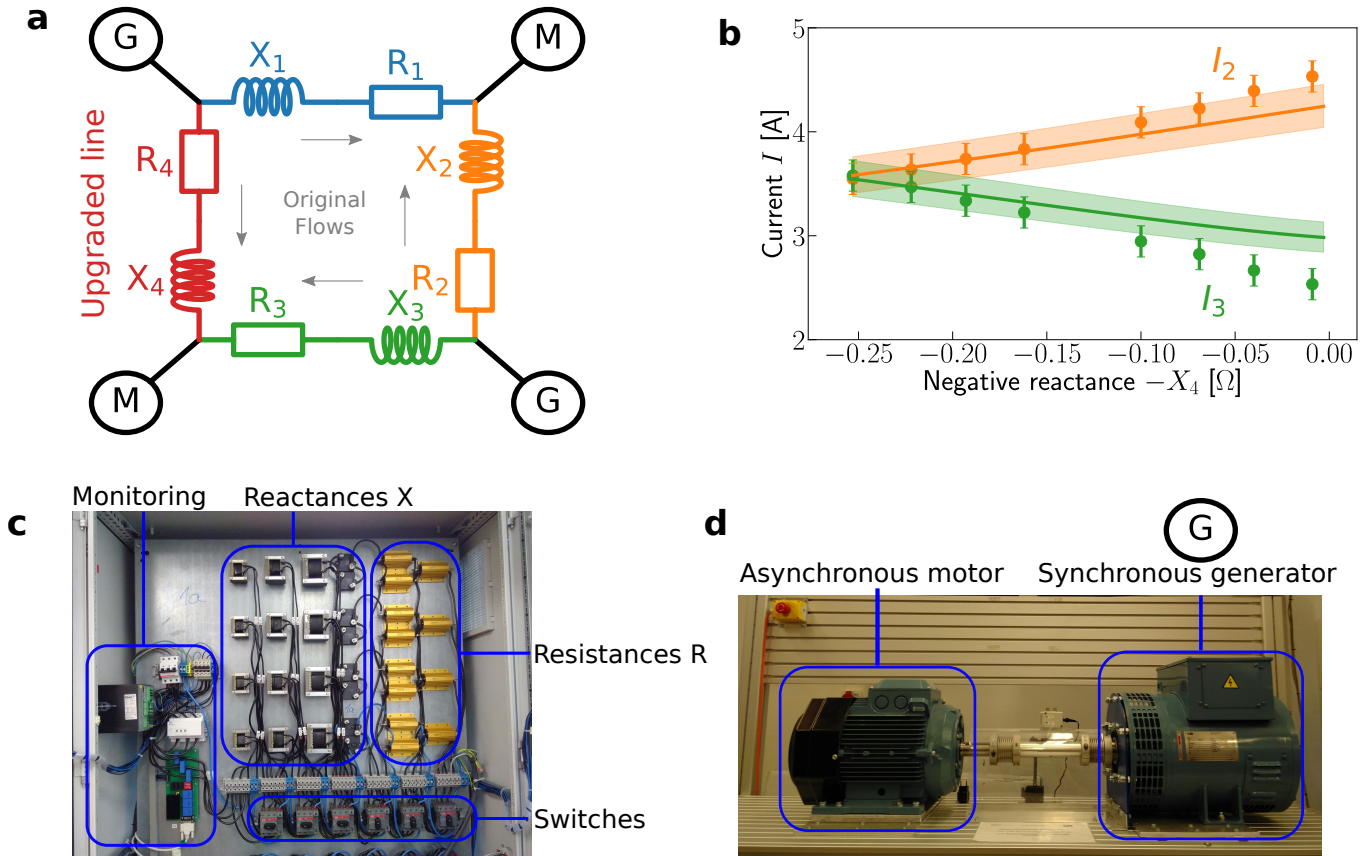 a
G
M
X₁
R₁
R₄
X₂
Upgraded line
Original
Flows
X₄
R₂
R₃
X₃
M
G
b
Current I [A]
5
4
3
2
I₂
I₃
−0.25
−0.20
−0.15
−0.10
−0.05
0.00
Negative reactance −X₄ [Ω]
c
Monitoring
Reactances X
Resistances R
Switches
d
G
Asynchronous motor
Synchronous generator